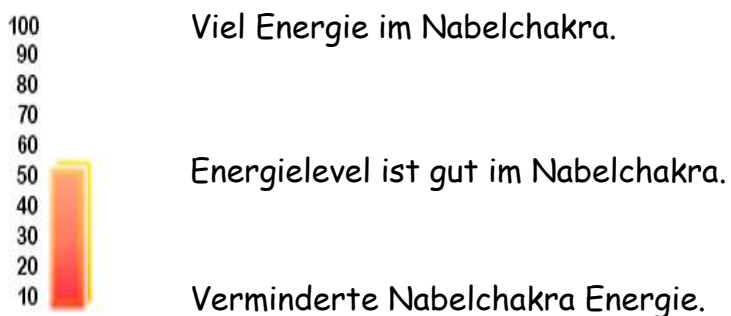 100 Viel Energie im Nabelchakra.
90
80
70
60
50 Energielevel ist gut im Nabelchakra.
40
30
20
10 Verminderte Nabelchakra Energie.